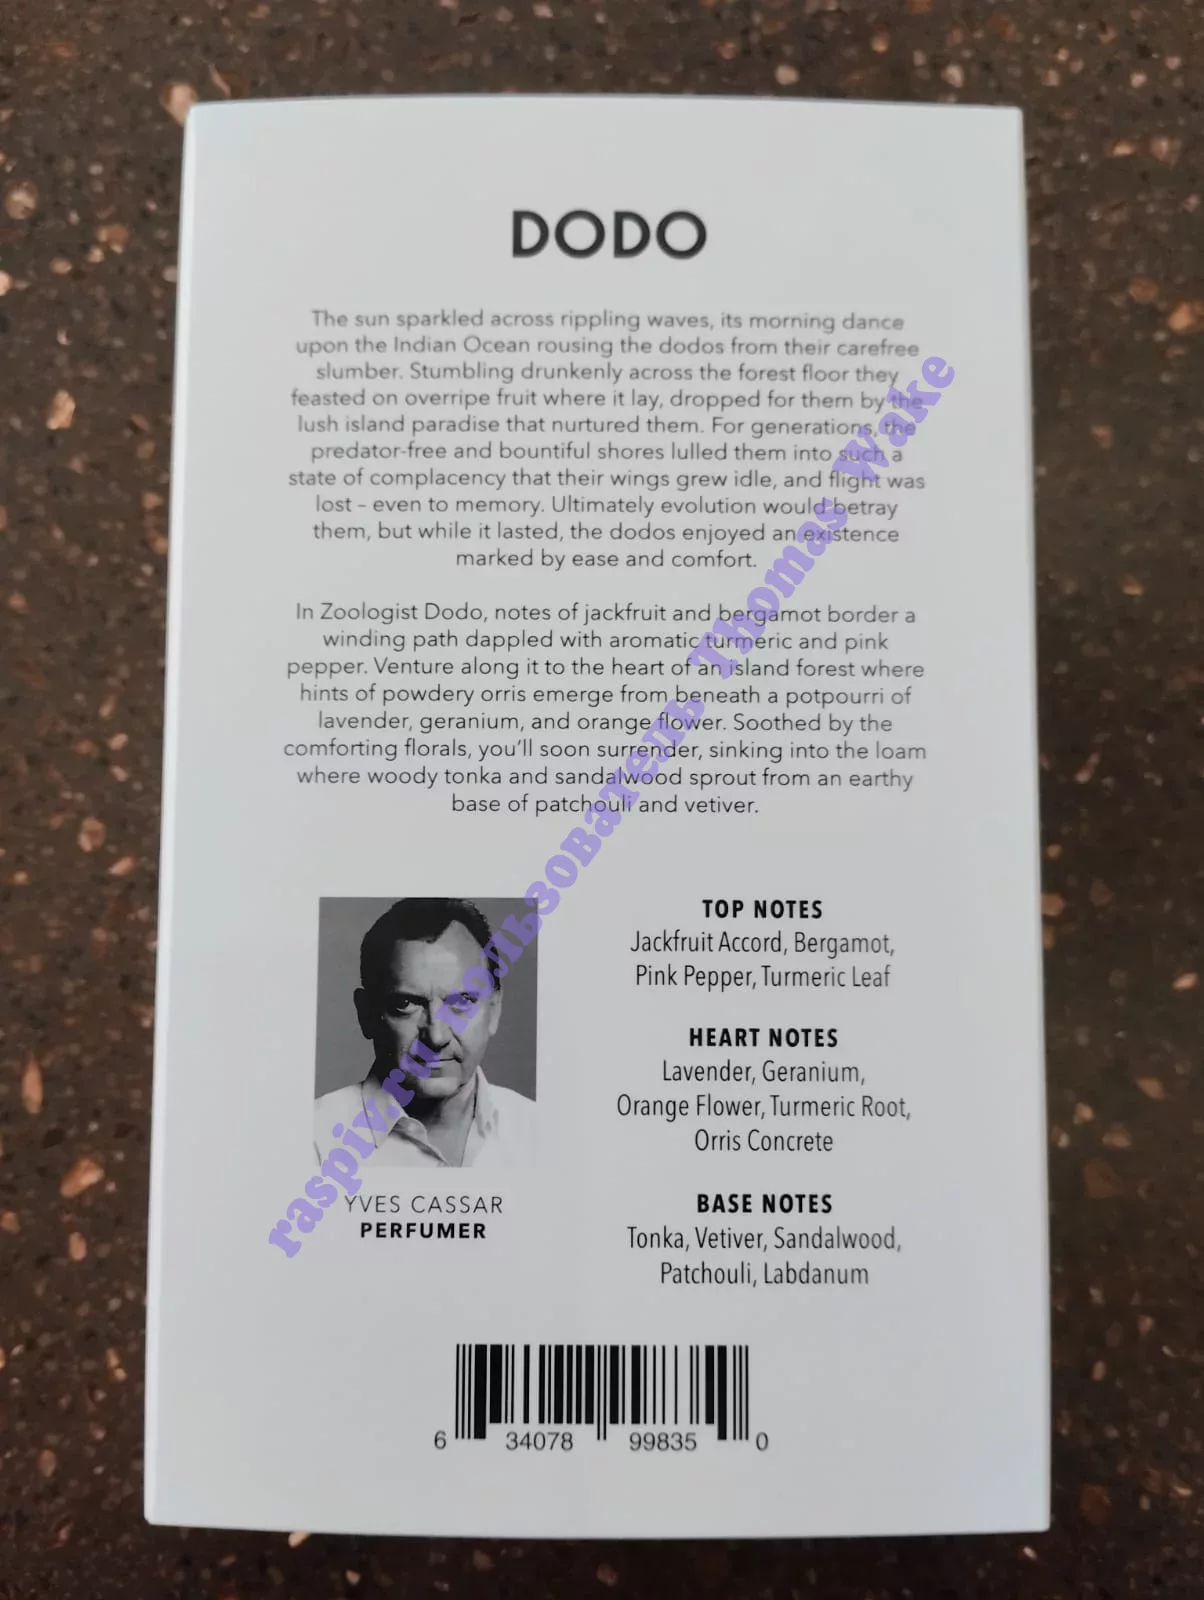 DODO
The sun sparkled across rippling waves, its morning dance
upon the Indian Ocean rousing the dodos from their carefree
slumber. Stumbling drunkenly across the forest floor they
feasted on overripe fruit where it lay, dropped for them by the
lush island paradise that nurtured them. For generations, the
predator-free and bountiful shores lulled them into such a
state of complacency that their wings grew idle, and flight was
lost – even to memory. Ultimately evolution would betray
them, but while it lasted, the dodos enjoyed an existence
marked by ease and comfort.
In Zoologist Dodo, notes of jackfruit and bergamot border a
winding path dappled with aromatic turmeric and pink
pepper. Venture along it to the heart of an island forest where
hints of powdery orris emerge from beneath a potpourri of
lavender, geranium, and orange flower. Soothed by the
comforting florals, you'll soon surrender, sinking into the loam
where woody tonka and sandalwood sprout from an earthy
base of patchouli and vetiver.
YVES CASSAR
PERFUMER
TOP NOTES
Jackfruit Accord, Bergamot,
Pink Pepper, Turmeric Leaf
HEART NOTES
Lavender, Geranium,
Orange Flower, Turmeric Root,
Orris Concrete
BASE NOTES
Tonka, Vetiver, Sandalwood,
Patchouli, Labdanum
6 34078 99835 0
raspiv.ru пользователь Thomas Wake